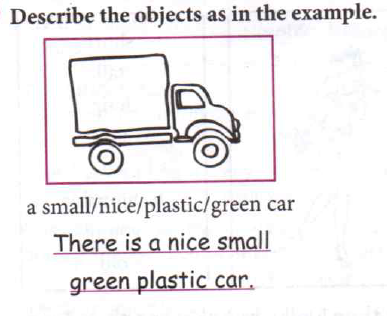 Describe the objects as in the example.
a small/nice/plastic/green car
There is a nice small
green plastic car.